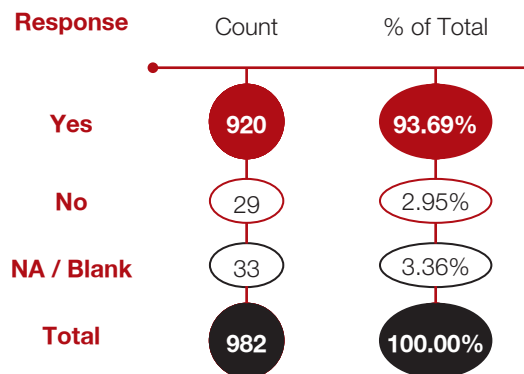 Response Count % of Total
Yes 920 93.69%
No 29 2.95%
NA / Blank 33 3.36%
Total 982 100.00%